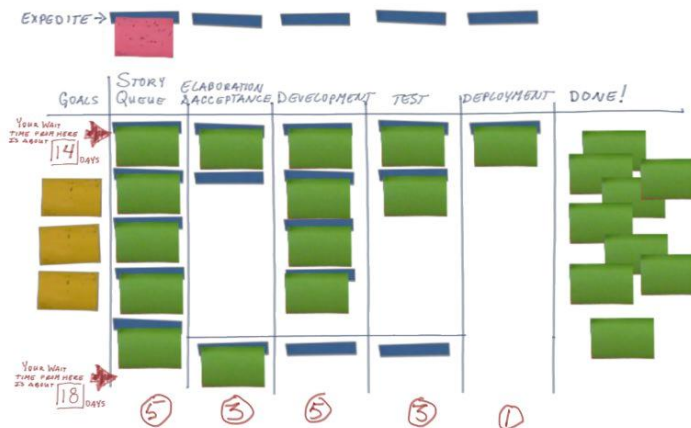 EXPEDITE →
STORY
QUEUE
ELABORATION
& ACCEPTANCE
GOALS
DEVELOPMENT
TEST
DEPLOYMENT
DONE!
YOUR WAIT
TIME FROM HERE
IS ABOUT 14 DAYS
YOUR WAIT
TIME FROM HERE
IS ABOUT 18 DAYS
5 3 5 3 1